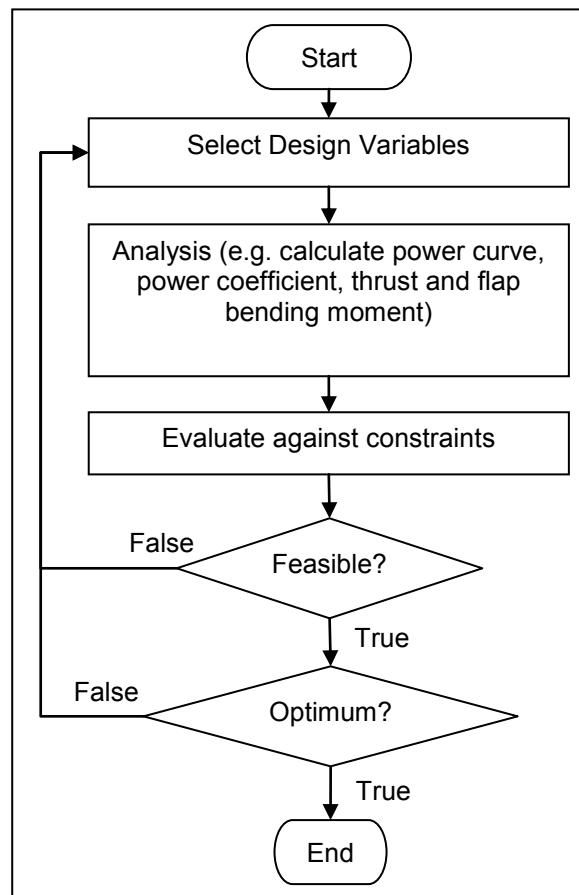 Start
Select Design Variables
Analysis (e.g. calculate power curve,
power coefficient, thrust and flap
bending moment)
Evaluate against constraints
False
Feasible?
True
False
Optimum?
True
End